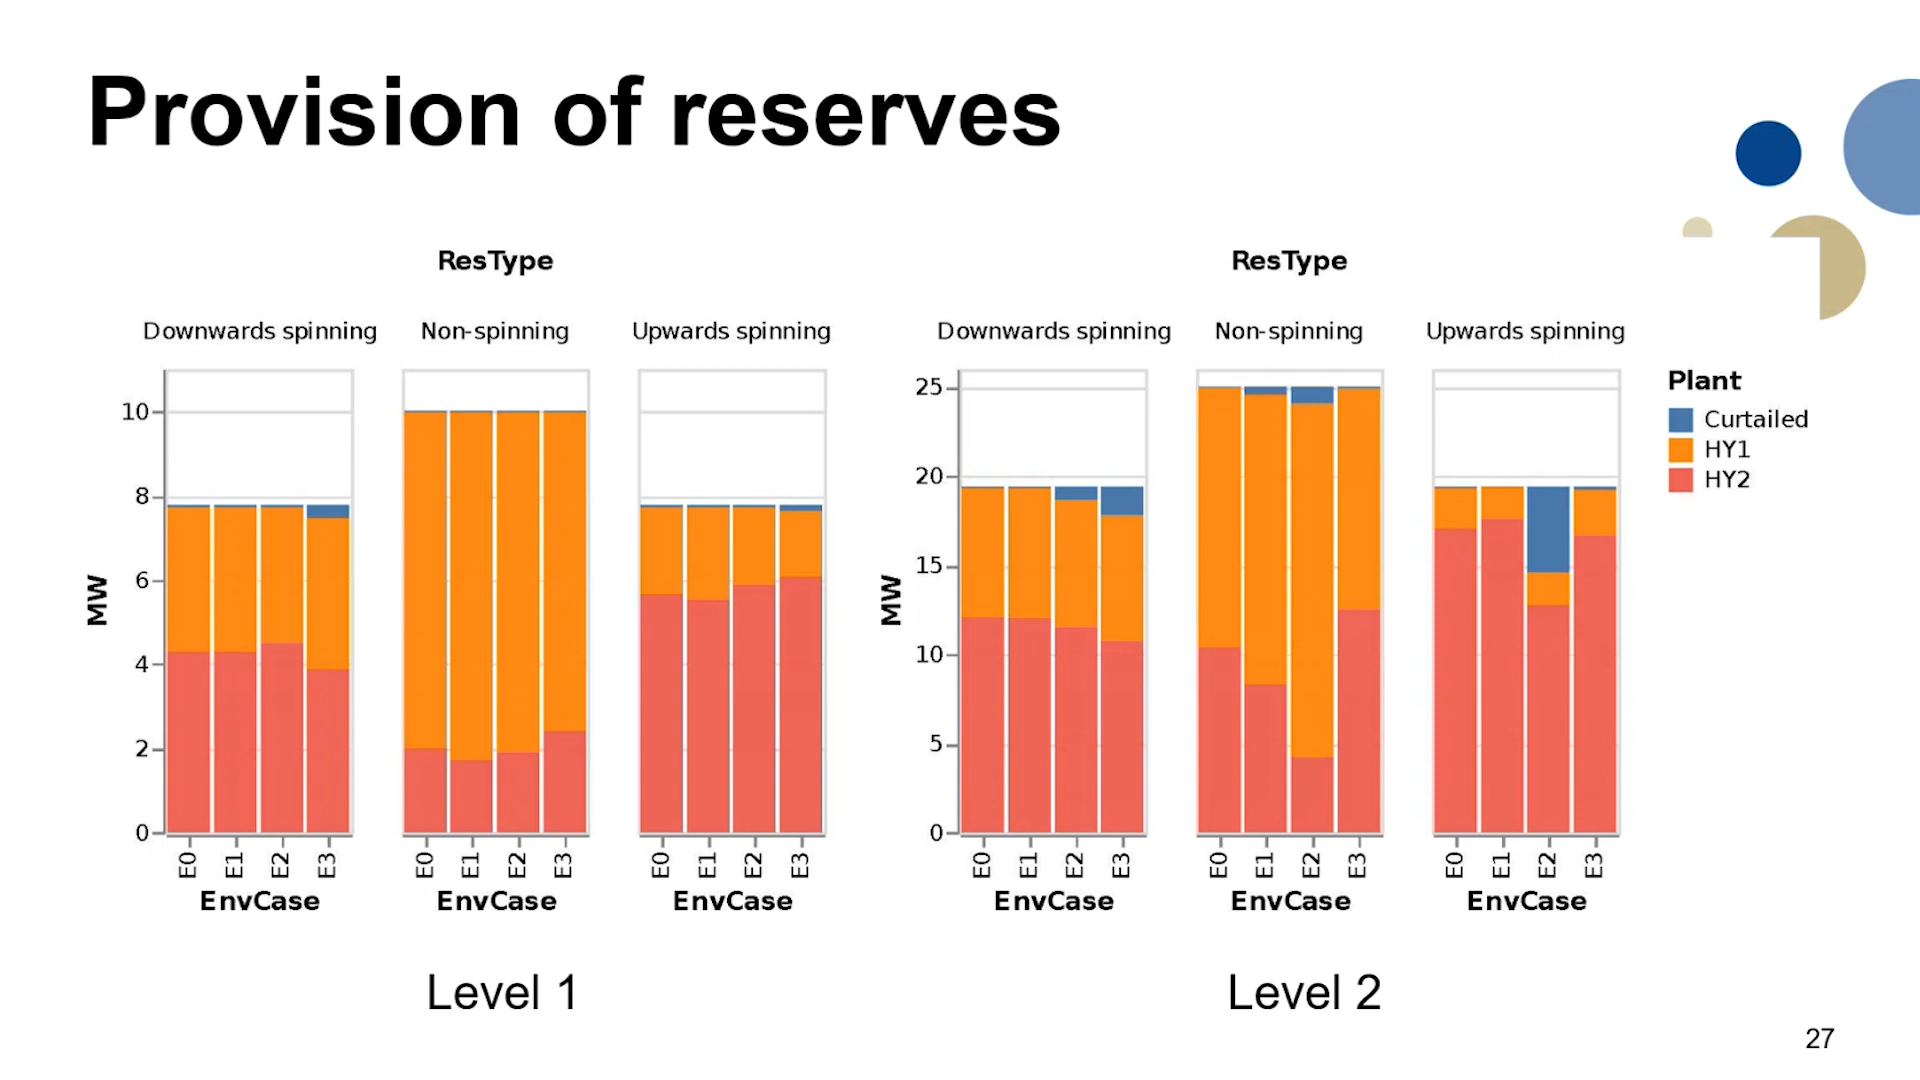 Provision of reserves
ResType
Downwards spinning Non-spinning Upwards spinning
10
8
6
4
2
0
MW
E0 E1 E2 E3 E0 E1 E2 E3 E0 E1 E2 E3
EnvCase EnvCase EnvCase
Level 1
ResType
Downwards spinning Non-spinning Upwards spinning
25
20
15
10
5
0
MW
E0 E1 E2 E3 E0 E1 E2 E3 E0 E1 E2 E3
EnvCase EnvCase EnvCase
Level 2
Plant
Curtailed
HY1
HY2
27